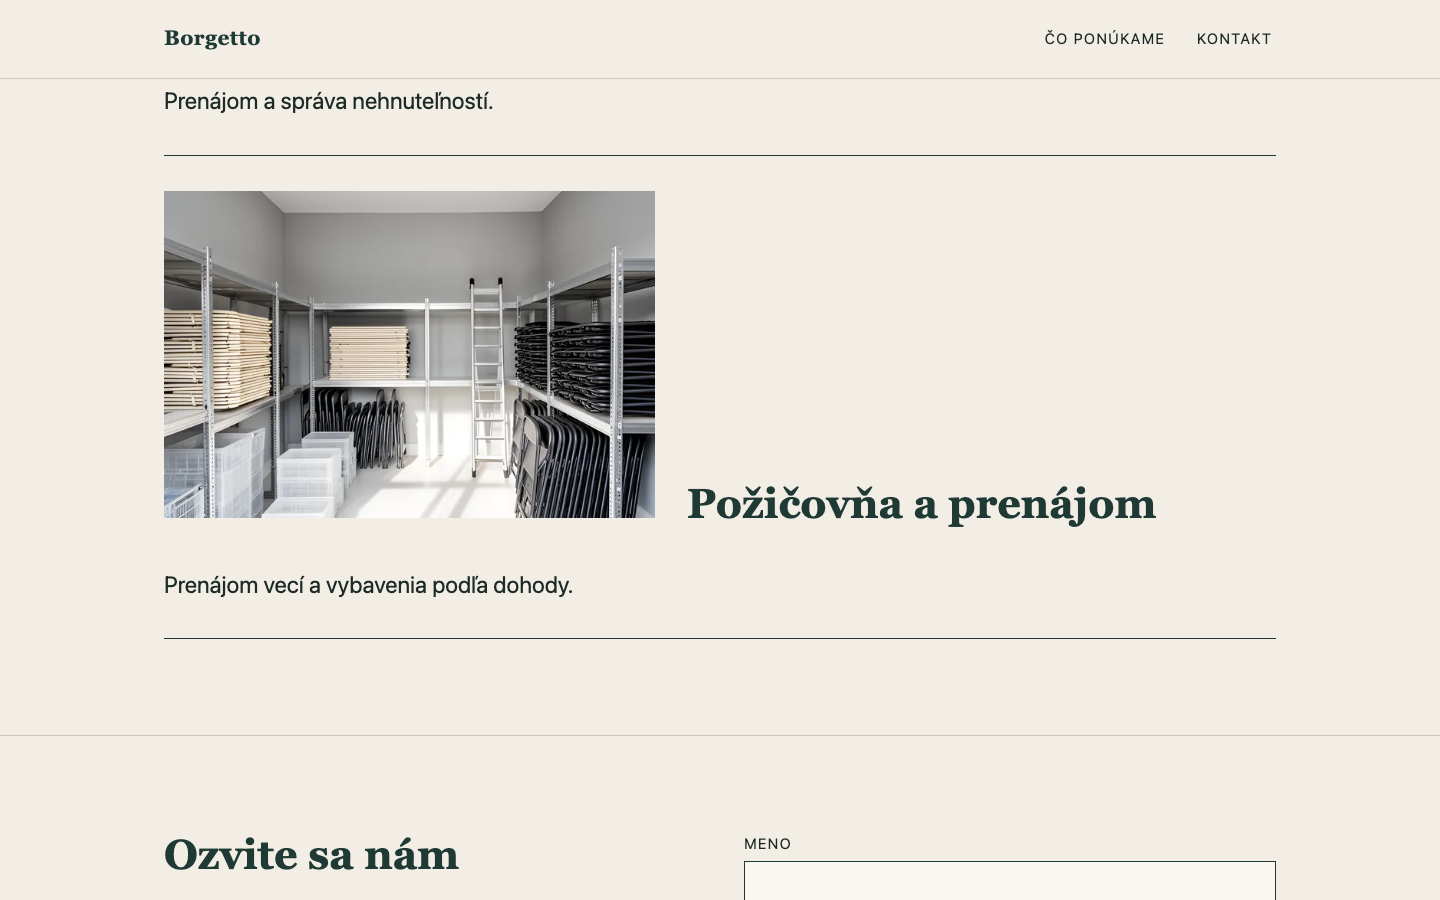 Borgetto
ČO PONÚKAME
KONTAKT
Prenájom a správa nehnuteľností.
Požičovňa a prenájom
Prenájom vecí a vybavenia podľa dohody.
Ozvite sa nám
MENO